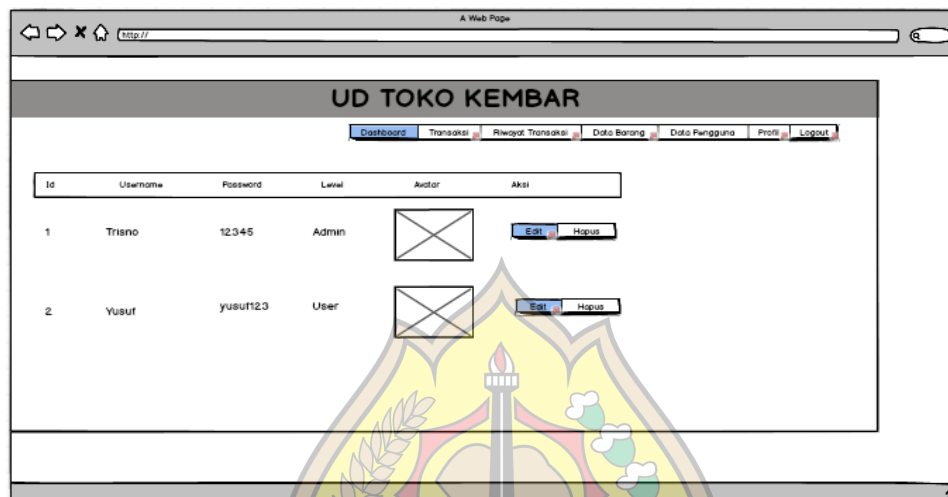 A Web Page
http://
UD TOKO KEMBAR
Dashboard Transaksi Riwayat Transaksi Data Barang Data Pengguna Profil Logout
Id Username Password Level Avatar Aksi
1 Trisno 12345 Admin Edit Hapus
2 Yusuf yusuf123 User Edit Hapus